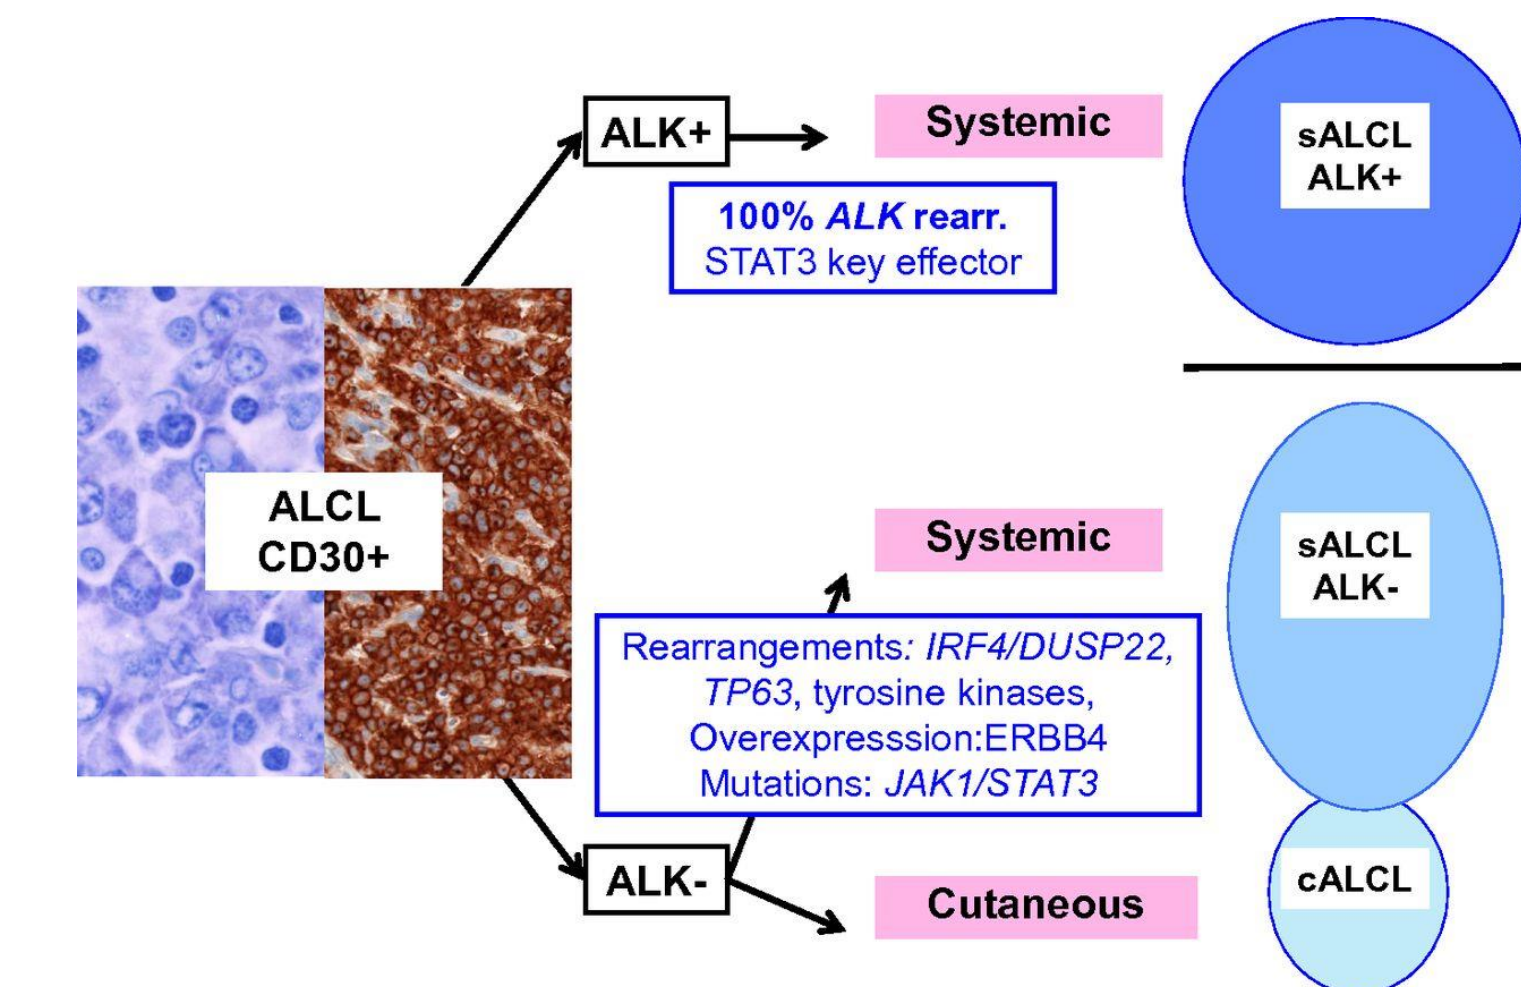 ALK+
Systemic
sALCL
ALK+
100% ALK rearr.
STAT3 key effector
ALCL
CD30+
Systemic
sALCL
ALK-
Rearrangements: IRF4/DUSP22,
TP63, tyrosine kinases,
Overexpresssion:ERBB4
Mutations: JAK1/STAT3
ALK-
Cutaneous
cALCL